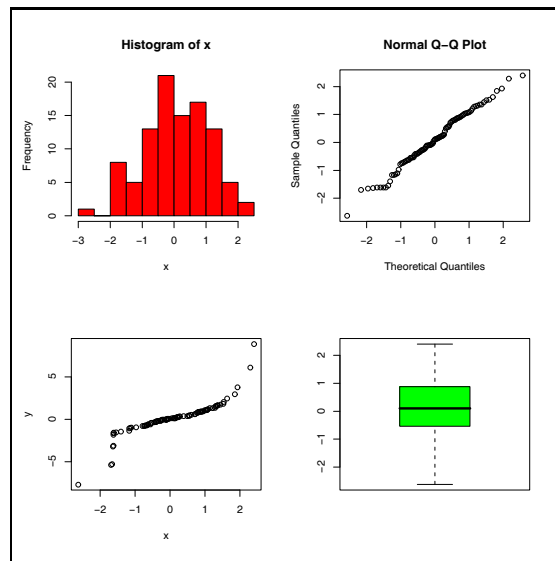 Histogram of x
Frequency
20
15
10
5
0
-3 -2 -1 0 1 2
x
Normal Q-Q Plot
Sample Quantiles
2
1
0
-1
-2
-2 -1 0 1 2
Theoretical Quantiles
y
5
0
-5
-2 -1 0 1 2
x
2
1
0
-1
-2